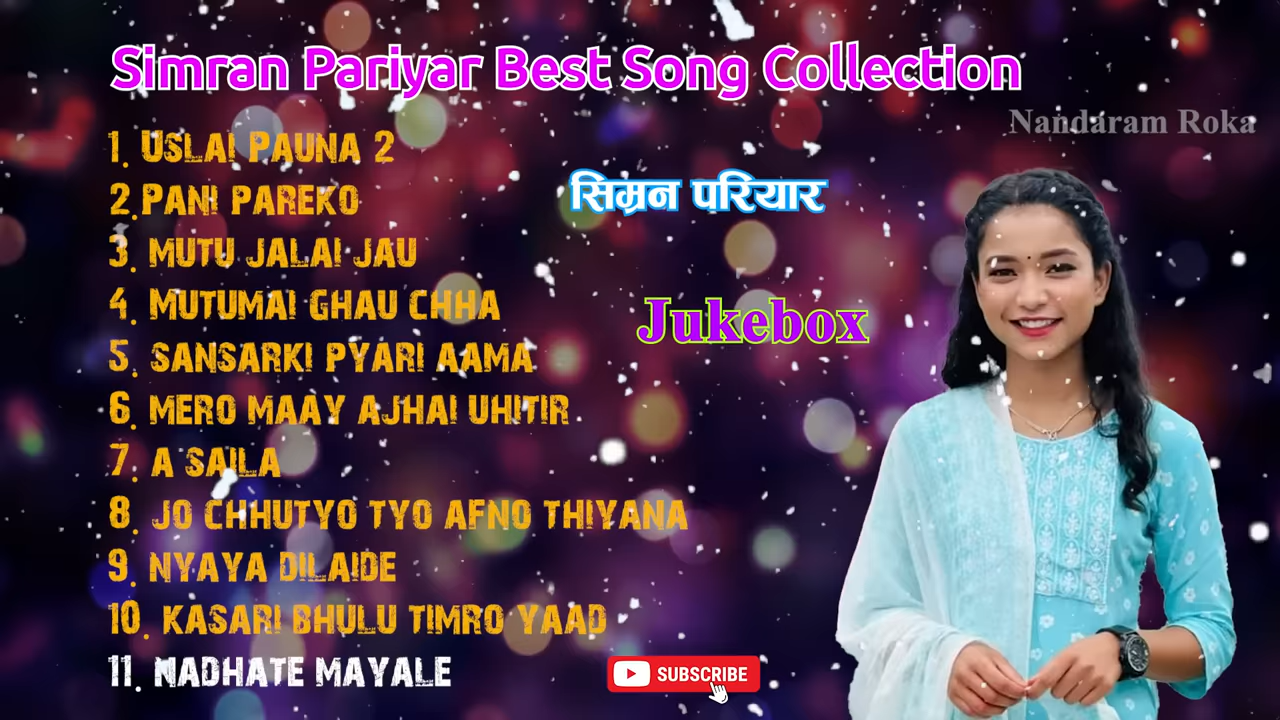 Simran Pariyar Best Song Collection
Nandaram Roka
1. Uslai Pauna 2
2. Pani pareko
3. mutu jalai jau
4. Mutumai ghau chha
5. sansarki pyari aama
6. mero maay ajhai uhitir
7. a saila
8. jo chhutyo tyo afno thiyana
9. nyaya dilaide
10. kasari bhulu timro yaad
11. nadhate mayale
सिम्रन परियार
Jukebox
SUBSCRIBE